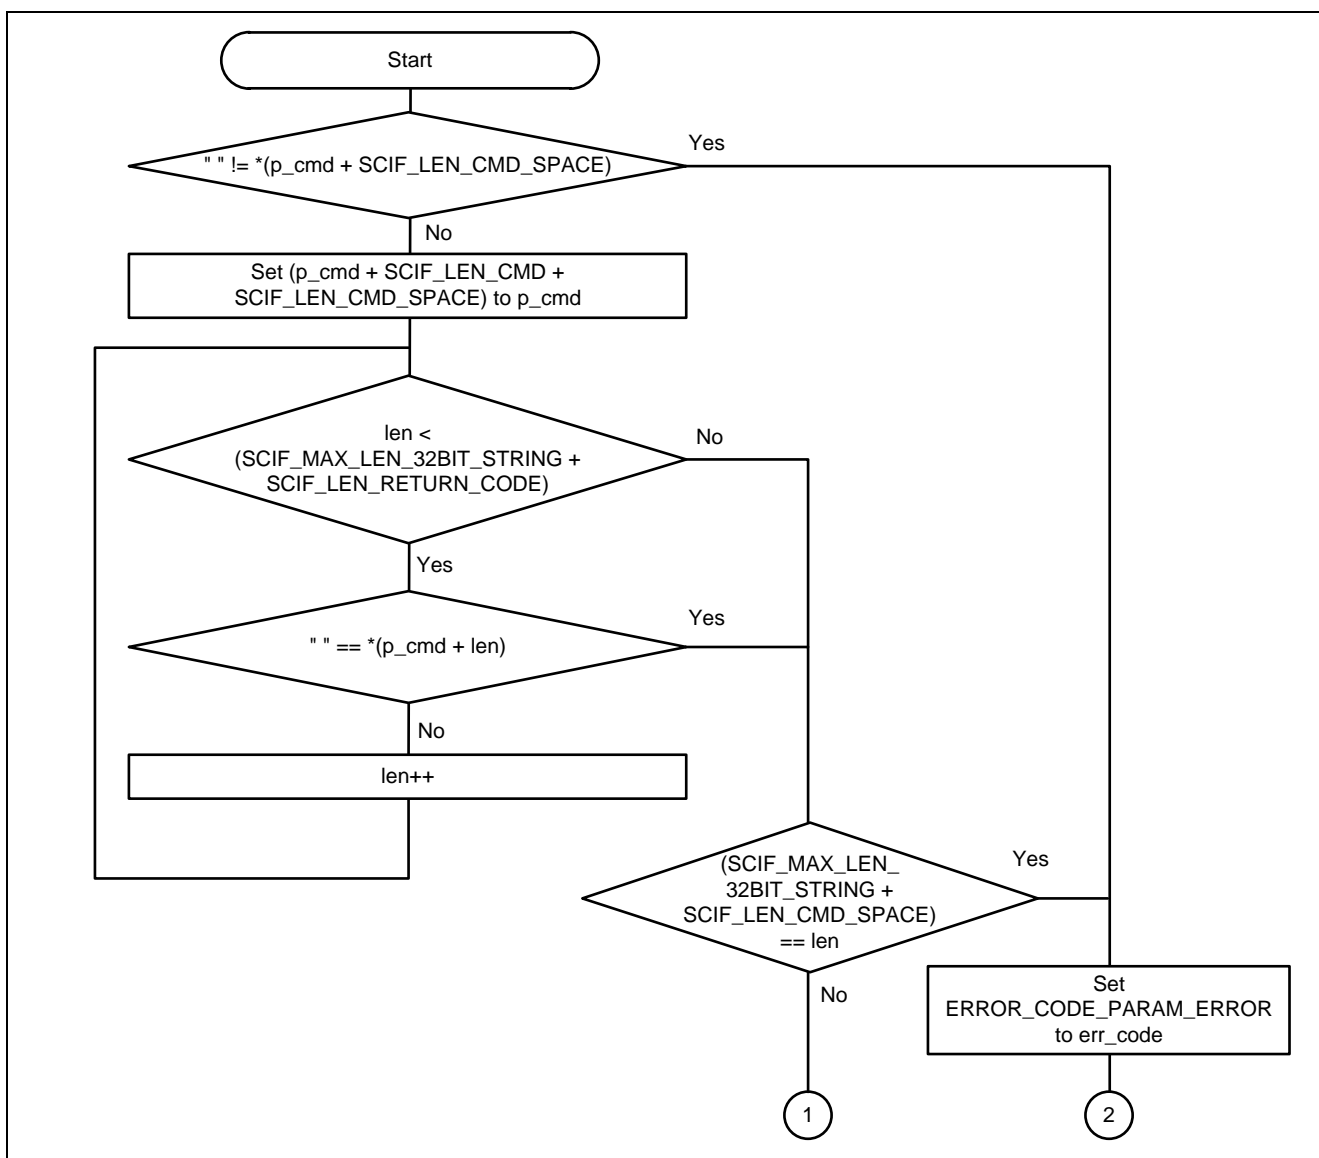 Start
" " != *(p_cmd + SCIF_LEN_CMD_SPACE)
Yes
No
Set (p_cmd + SCIF_LEN_CMD +
SCIF_LEN_CMD_SPACE) to p_cmd
len <
(SCIF_MAX_LEN_32BIT_STRING +
SCIF_LEN_RETURN_CODE)
No
Yes
" " == *(p_cmd + len)
Yes
No
len++
(SCIF_MAX_LEN_
32BIT_STRING +
SCIF_LEN_CMD_SPACE)
== len
Yes
No
Set
ERROR_CODE_PARAM_ERROR
to err_code
1
2